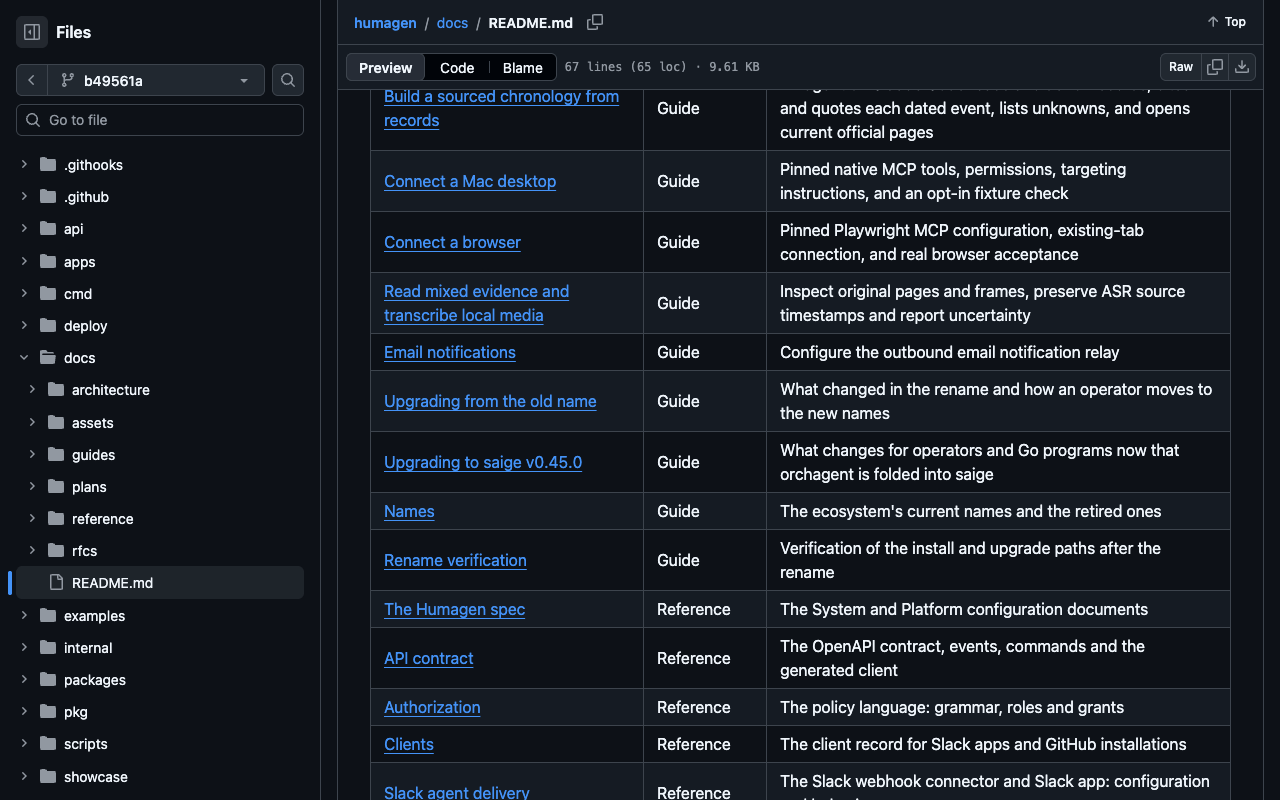 Files
humagen / docs / README.md
Top
b49561a
Preview
Code
Blame
67 lines (65 loc) · 9.61 KB
Raw
Go to file
.githooks
.github
api
apps
cmd
deploy
docs
architecture
assets
guides
plans
reference
rfcs
README.md
examples
internal
packages
pkg
scripts
showcase
Build a sourced chronology from
records
Guide
and quotes each dated event, lists unknowns, and opens
current official pages
Connect a Mac desktop
Guide
Pinned native MCP tools, permissions, targeting
instructions, and an opt-in fixture check
Connect a browser
Guide
Pinned Playwright MCP configuration, existing-tab
connection, and real browser acceptance
Read mixed evidence and
transcribe local media
Guide
Inspect original pages and frames, preserve ASR source
timestamps and report uncertainty
Email notifications
Guide
Configure the outbound email notification relay
Upgrading from the old name
Guide
What changed in the rename and how an operator moves to
the new names
Upgrading to saige v0.45.0
Guide
What changes for operators and Go programs now that
orchagent is folded into saige
Names
Guide
The ecosystem's current names and the retired ones
Rename verification
Guide
Verification of the install and upgrade paths after the
rename
The Humagen spec
Reference
The System and Platform configuration documents
API contract
Reference
The OpenAPI contract, events, commands and the
generated client
Authorization
Reference
The policy language: grammar, roles and grants
Clients
Reference
The client record for Slack apps and GitHub installations
Slack agent delivery
Reference
The Slack webhook connector and Slack app: configuration